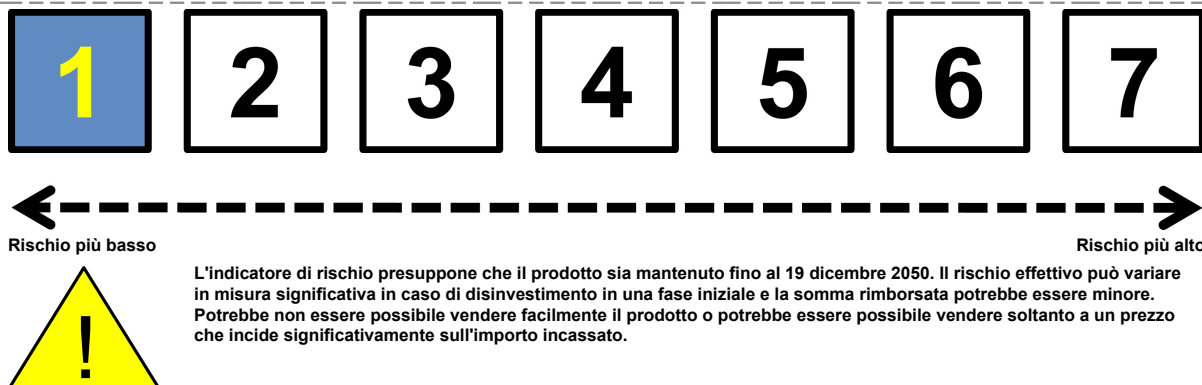 1 2 3 4 5 6 7
Rischio più basso Rischio più alto
L'indicatore di rischio presuppone che il prodotto sia mantenuto fino al 19 dicembre 2050. Il rischio effettivo può variare
in misura significativa in caso di disinvestimento in una fase iniziale e la somma rimborsata potrebbe essere minore.
Potrebbe non essere possibile vendere facilmente il prodotto o potrebbe essere possibile vendere soltanto a un prezzo
che incide significativamente sull'importo incassato.
!